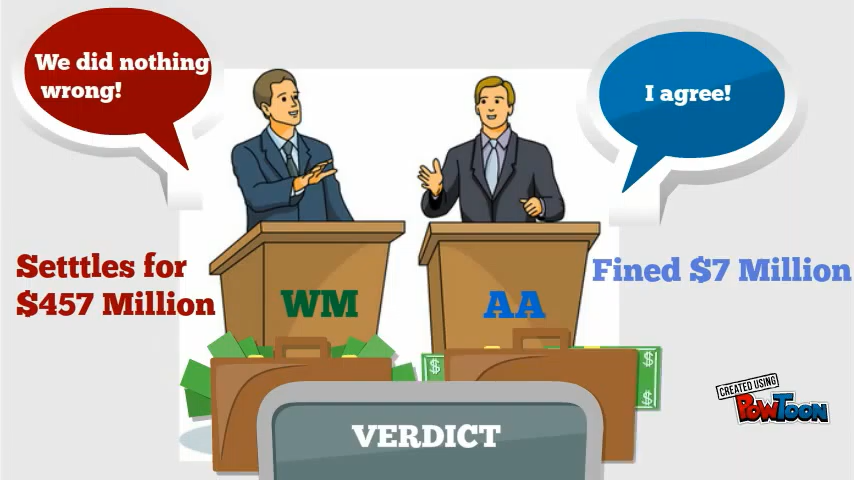 We did nothing
wrong!
I agree!
Setttles for
$457 Million
Fined $7 Million
WM
AA
$
$
$
VERDICT
CREATED USING
POWTOON